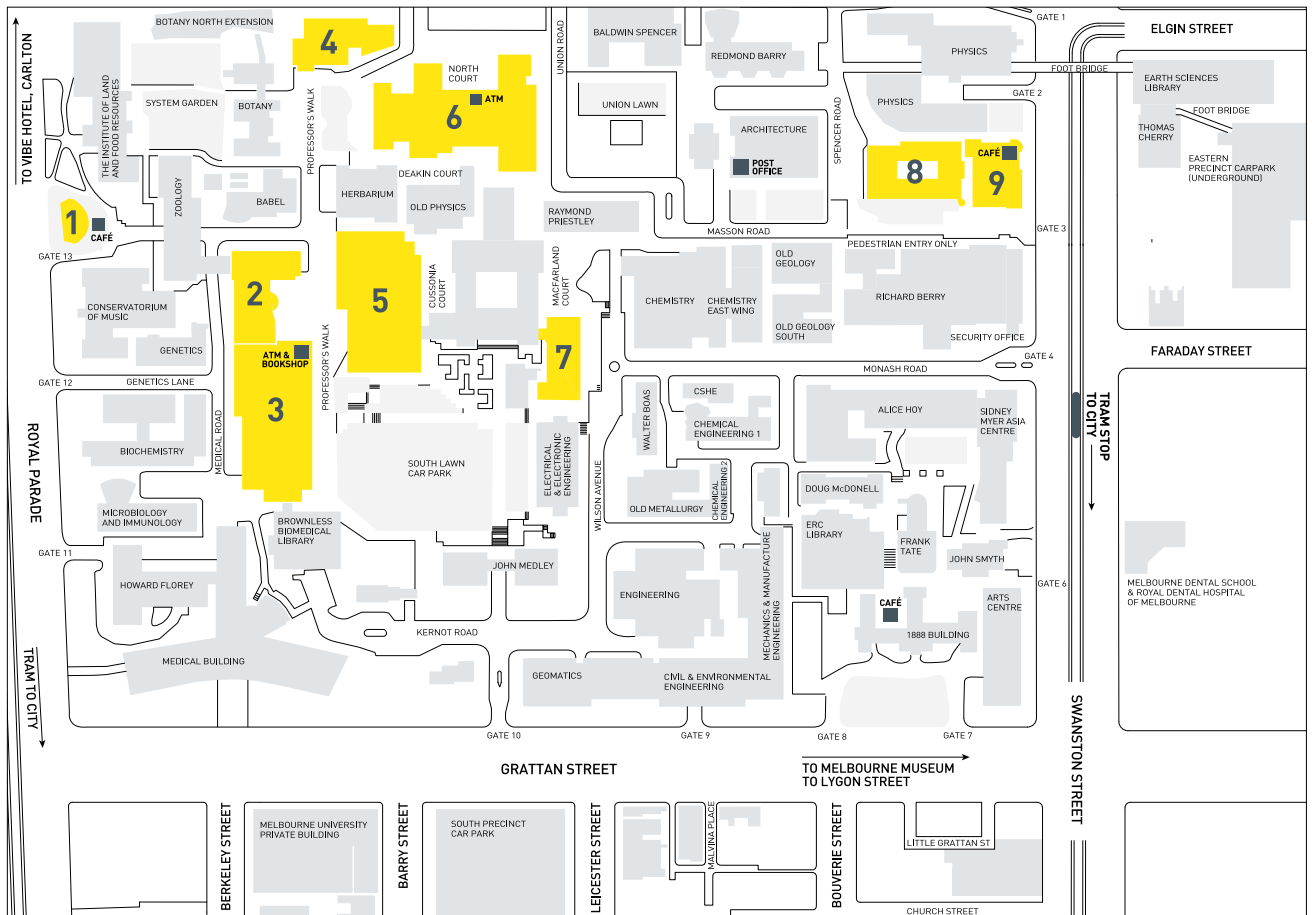 BOTANY NORTH EXTENSION
4
UNION ROAD
BALDWIN SPENCER
REDMOND BARRY
PHYSICS
GATE 1
ELGIN STREET
TO VIBE HOTEL, CARLTON
THE INSTITUTE OF LAND
AND FOOD RESOURCES
SYSTEM GARDEN
BOTANY
PROFESSOR'S WALK
NORTH
COURT
ATM
6
UNION LAWN
FOOT BRIDGE
EARTH SCIENCES
LIBRARY
GATE 2
PHYSICS
SPENCER ROAD
ARCHITECTURE
POST
OFFICE
FOOT BRIDGE
THOMAS
CHERRY
EASTERN
PRECINCT CARPARK
(UNDERGROUND)
CAFÉ
8
9
ZOOLOGY
BABEL
HERBARIUM
DEAKIN COURT
OLD PHYSICS
RAYMOND
PRIESTLEY
1
CAFÉ
GATE 13
MASSON ROAD
GATE 3
PEDESTRIAN ENTRY ONLY
2
5
CUSSONIA
COURT
MACFARLAND
COURT
OLD
GEOLOGY
CONSERVATORIUM
OF MUSIC
CHEMISTRY
CHEMISTRY
EAST WING
RICHARD BERRY
OLD GEOLOGY
SOUTH
SECURITY OFFICE
GENETICS
ATM &
BOOKSHOP
PROFESSOR'S WALK
7
GATE 4
FARADAY STREET
GATE 12
GENETICS LANE
MONASH ROAD
3
MEDICAL ROAD
WALTER BOAS
CSHE
CHEMICAL
ENGINEERING 1
ALICE HOY
SIDNEY
MYER ASIA
CENTRE
TRAM STOP
TO CITY
ROYAL PARADE
BIOCHEMISTRY
SOUTH LAWN
CAR PARK
ELECTRICAL
& ELECTRONIC
ENGINEERING
WILSON AVENUE
CHEMICAL
ENGINEERING 2
DOUG McDONELL
MICROBIOLOGY
AND IMMUNOLOGY
BROWNLESS
BIOMEDICAL
LIBRARY
OLD METALLURGY
ERC
LIBRARY
FRANK
TATE
GATE 11
JOHN MEDLEY
JOHN SMYTH
HOWARD FLOREY
ENGINEERING
MECHANICS & MANUFACTURE
ENGINEERING
CAFÉ
ARTS
CENTRE
GATE 6
MELBOURNE DENTAL SCHOOL
& ROYAL DENTAL HOSPITAL
OF MELBOURNE
KERNOT ROAD
1888 BUILDING
TRAM TO CITY
MEDICAL BUILDING
GEOMATICS
CIVIL & ENVIRONMENTAL
ENGINEERING
SWANSTON STREET
GATE 10
GATE 9
GATE 8
GATE 7
GRATTAN STREET
TO MELBOURNE MUSEUM
TO LYGON STREET
BERKELEY STREET
MELBOURNE UNIVERSITY
PRIVATE BUILDING
BARRY STREET
SOUTH PRECINCT
CAR PARK
LEICESTER STREET
MALVINA PLACE
BOUVERIE STREET
LITTLE GRATTAN ST
CHURCH STREET